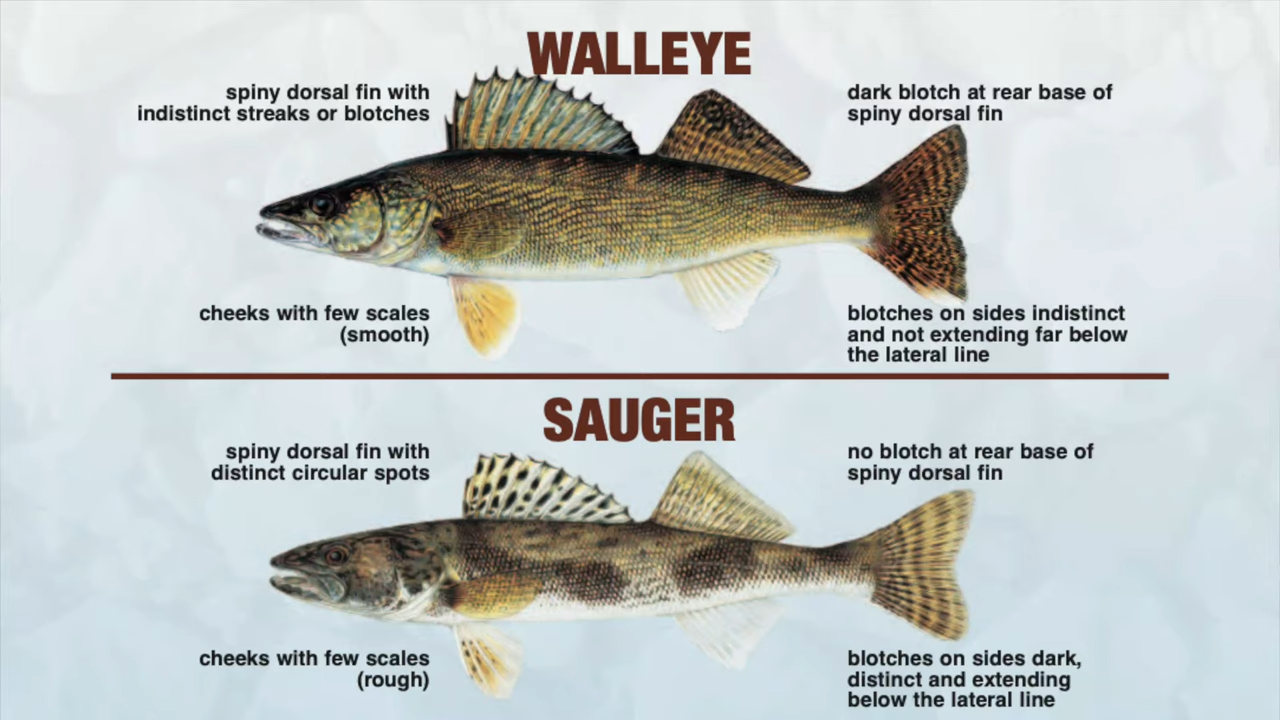 WALLEYE
spiny dorsal fin with
indistinct streaks or blotches
dark blotch at rear base of
spiny dorsal fin
cheeks with few scales
(smooth)
blotches on sides indistinct
and not extending far below
the lateral line
SAUGER
spiny dorsal fin with
distinct circular spots
no blotch at rear base of
spiny dorsal fin
cheeks with few scales
(rough)
blotches on sides dark,
distinct and extending
below the lateral line